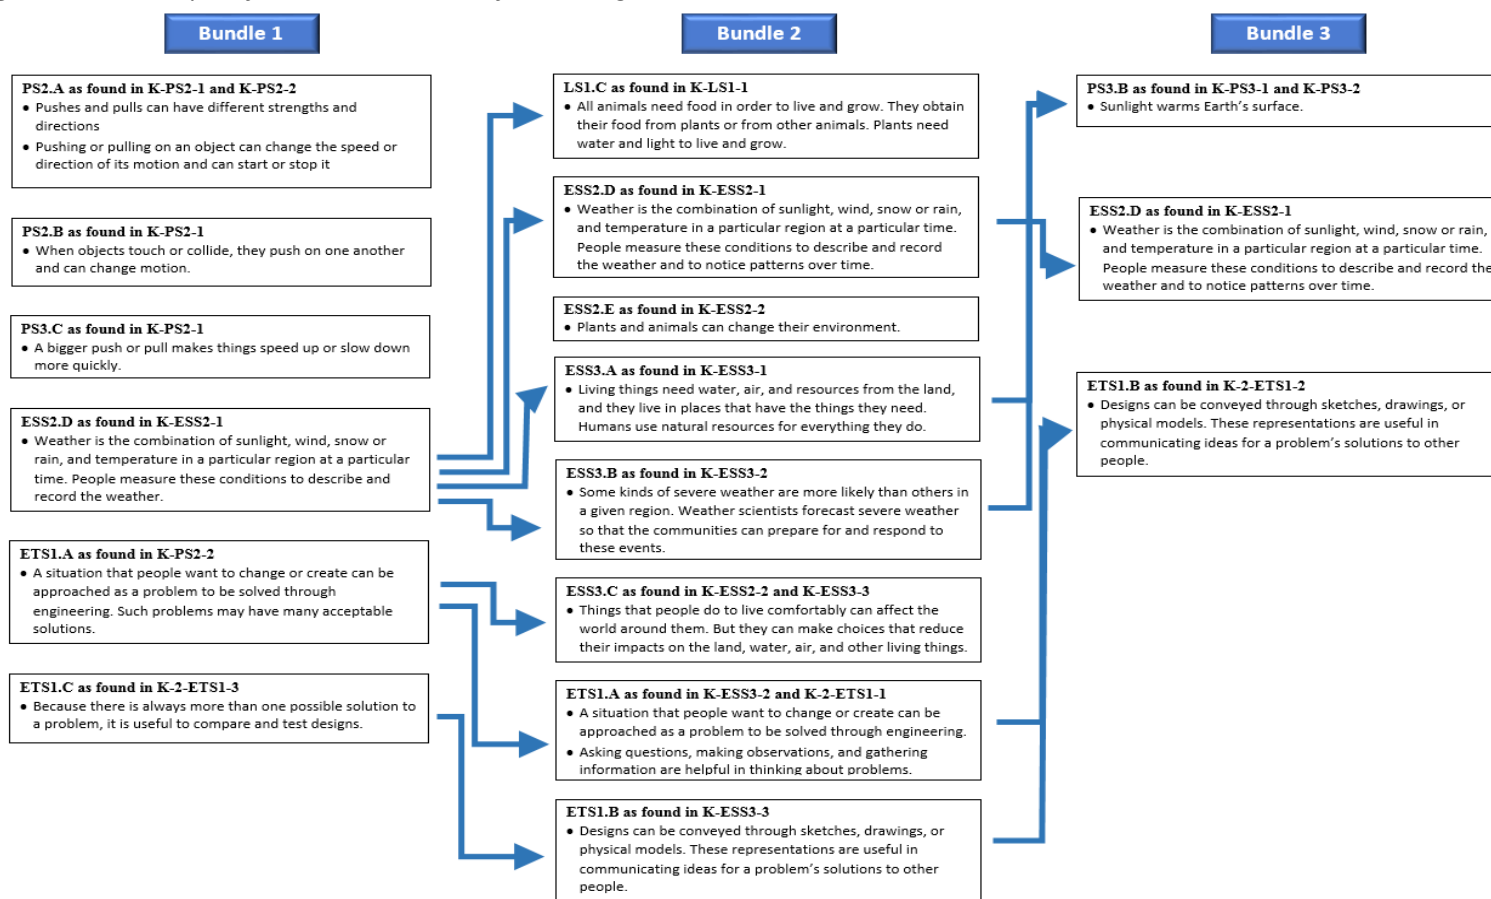 Bundle 1
PS2.A as found in K-PS2-1 and K-PS2-2
• Pushes and pulls can have different strengths and
directions
• Pushing or pulling on an object can change the speed or
direction of its motion and can start or stop it
PS2.B as found in K-PS2-1
• When objects touch or collide, they push on one another
and can change motion.
PS3.C as found in K-PS2-1
• A bigger push or pull makes things speed up or slow down
more quickly.
ESS2.D as found in K-ESS2-1
• Weather is the combination of sunlight, wind, snow or
rain, and temperature in a particular region at a particular
time. People measure these conditions to describe and
record the weather.
ETS1.A as found in K-PS2-2
• A situation that people want to change or create can be
approached as a problem to be solved through
engineering. Such problems may have many acceptable
solutions.
ETS1.C as found in K-2-ETS1-3
• Because there is always more than one possible solution to
a problem, it is useful to compare and test designs.
Bundle 2
LS1.C as found in K-LS1-1
• All animals need food in order to live and grow. They obtain
their food from plants or from other animals. Plants need
water and light to live and grow.
ESS2.D as found in K-ESS2-1
• Weather is the combination of sunlight, wind, snow or rain,
and temperature in a particular region at a particular time.
People measure these conditions to describe and record
the weather and to notice patterns over time.
ESS2.E as found in K-ESS2-2
• Plants and animals can change their environment.
ESS3.A as found in K-ESS3-1
• Living things need water, air, and resources from the land,
and they live in places that have the things they need.
Humans use natural resources for everything they do.
ESS3.B as found in K-ESS3-2
• Some kinds of severe weather are more likely than others in
a given region. Weather scientists forecast severe weather
so that the communities can prepare for and respond to
these events.
ESS3.C as found in K-ESS2-2 and K-ESS3-3
• Things that people do to live comfortably can affect the
world around them. But they can make choices that reduce
their impacts on the land, water, air, and other living things.
ETS1.A as found in K-ESS3-2 and K-2-ETS1-1
• A situation that people want to change or create can be
approached as a problem to be solved through engineering.
• Asking questions, making observations, and gathering
information are helpful in thinking about problems.
ETS1.B as found in K-ESS3-3
• Designs can be conveyed through sketches, drawings, or
physical models. These representations are useful in
communicating ideas for a problem's solutions to other
people.
Bundle 3
PS3.B as found in K-PS3-1 and K-PS3-2
• Sunlight warms Earth's surface.
ESS2.D as found in K-ESS2-1
• Weather is the combination of sunlight, wind, snow or rain,
and temperature in a particular region at a particular time.
People measure these conditions to describe and record the
weather and to notice patterns over time.
ETS1.B as found in K-2-ETS1-2
• Designs can be conveyed through sketches, drawings, or
physical models. These representations are useful in
communicating ideas for a problem's solutions to other
people.